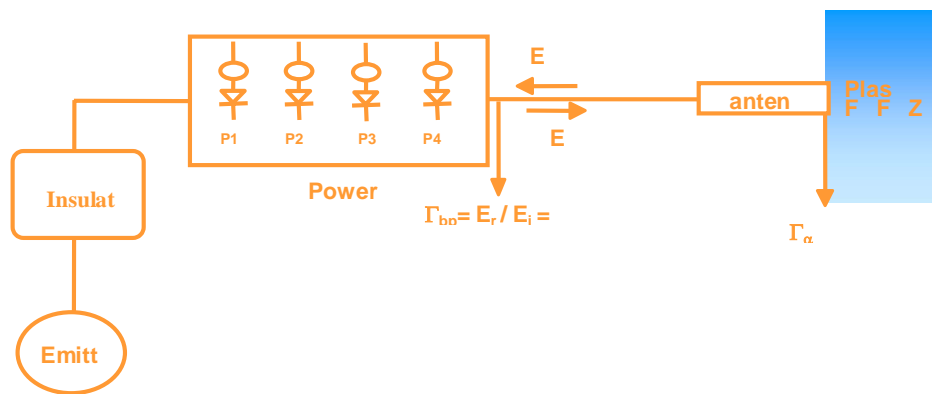 E
Plas
F F Z
anten
P1 P2 P3 P4
E
Insulat
Power
Γbp= Er / Ei =
Γα
Emitt